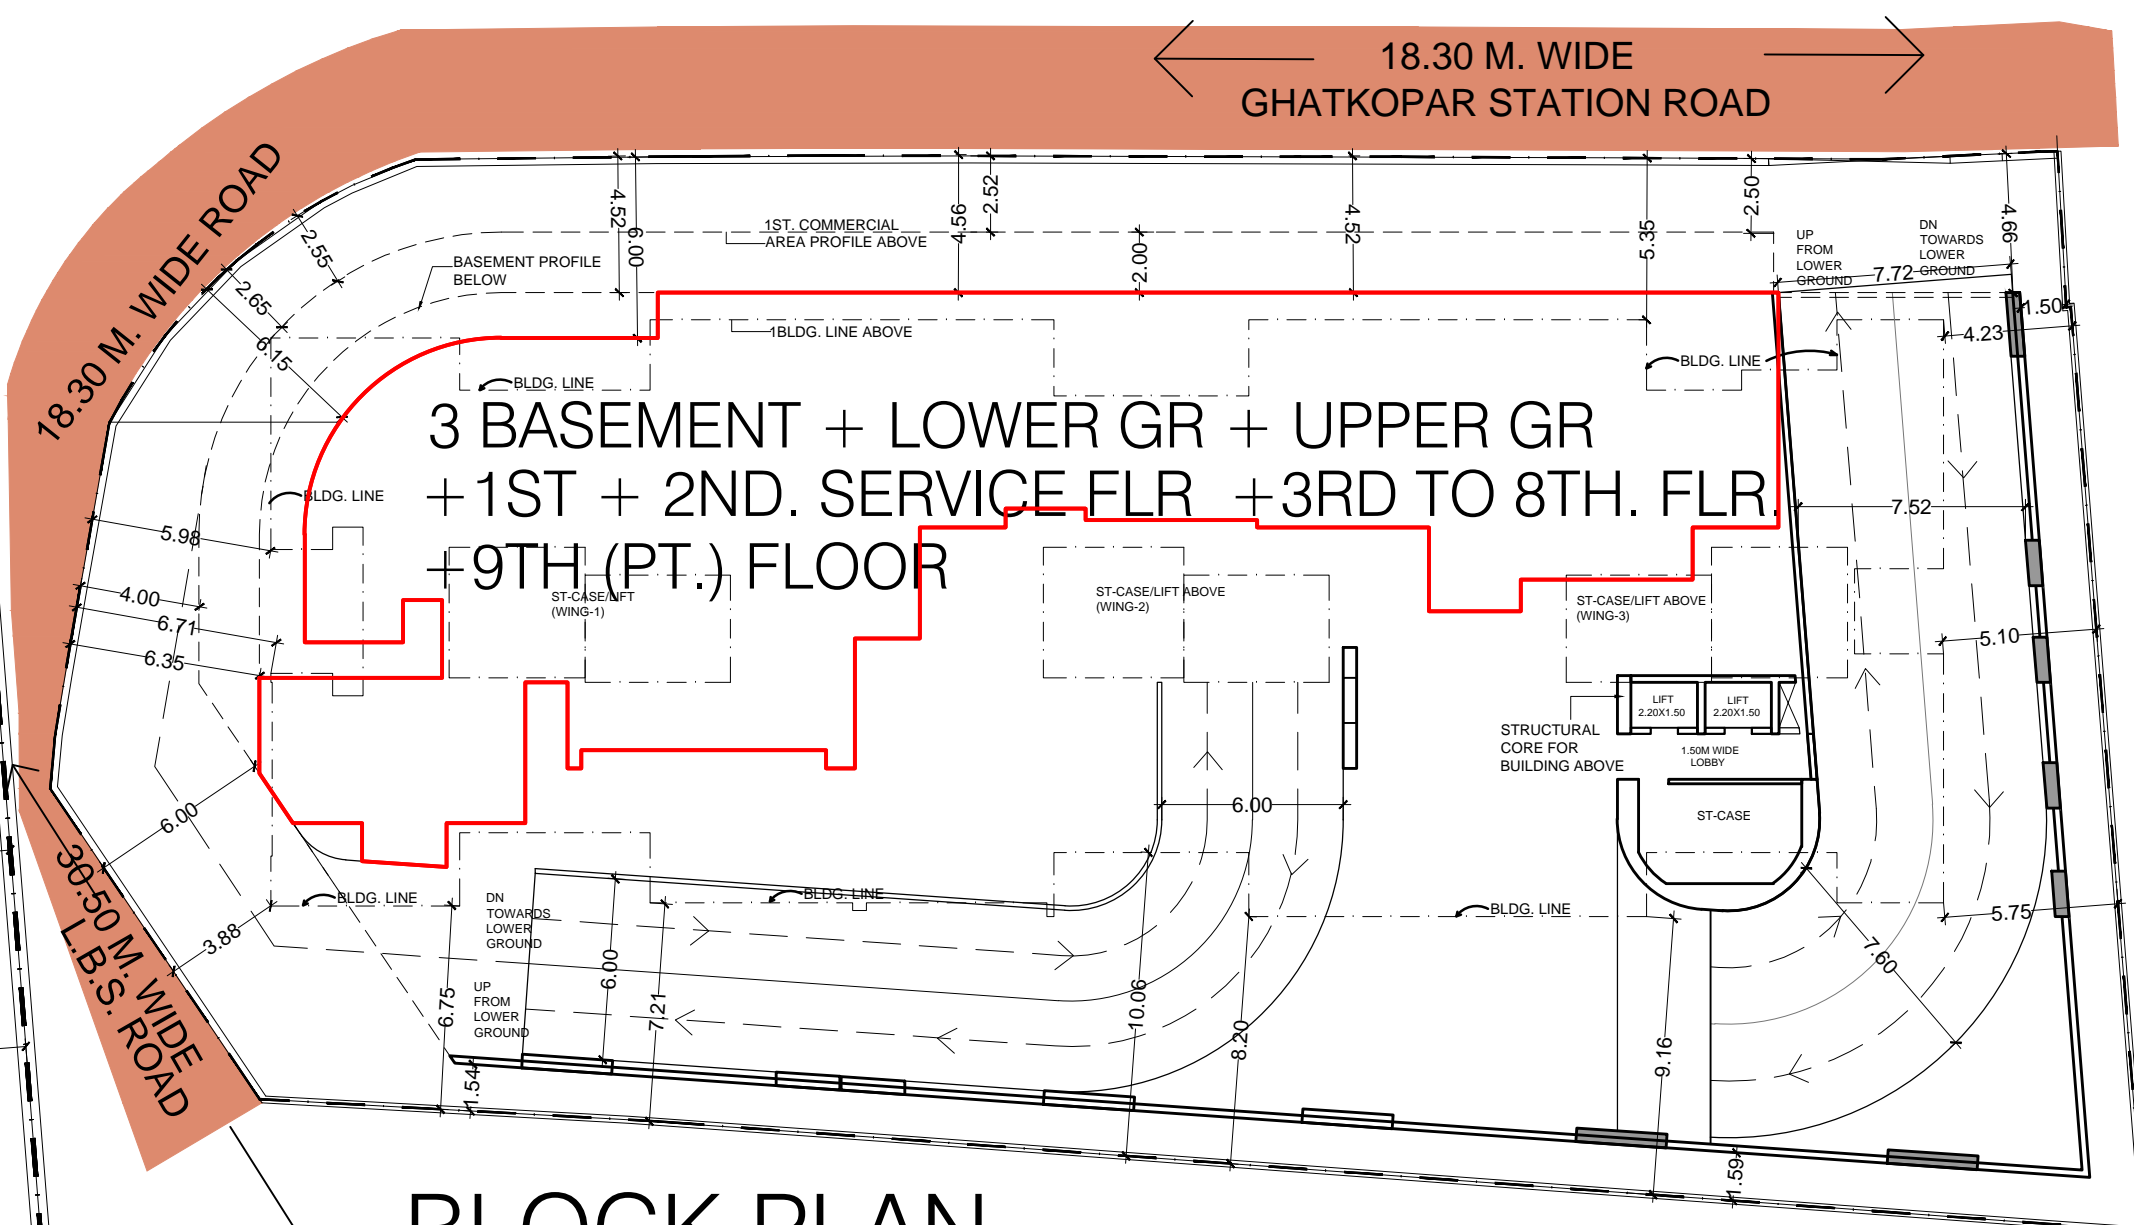 18.30 M. WIDE
GHATKOPAR STATION ROAD
18.30 M. WIDE ROAD
4.52
6.00
4.56
2.52
2.00
4.52
5.35
2.50
4.66
2.55
2.65
6.15
1ST. COMMERCIAL
AREA PROFILE ABOVE
BASEMENT PROFILE
BELOW
UP
FROM
LOWER
GROUND
DN
TOWARDS
LOWER
GROUND
7.72
1.50
4.23
1BLDG. LINE ABOVE
BLDG. LINE
BLDG. LINE
3 BASEMENT + LOWER GR + UPPER GR
+1ST + 2ND. SERVICE FLR +3RD TO 8TH. FLR.
+9TH (PT.) FLOOR
BLDG. LINE
7.52
5.98
4.00
6.71
6.35
ST-CASE/LIFT
(WING-1)
ST-CASE/LIFT ABOVE
(WING-2)
ST-CASE/LIFT ABOVE
(WING-3)
5.10
LIFT
2.20X1.50
LIFT
2.20X1.50
STRUCTURAL
CORE FOR
BUILDING ABOVE
1.50M WIDE
LOBBY
ST-CASE
6.00
6.00
30.50 M. WIDE
L.B.S. ROAD
3.88
BLDG. LINE
BLDG. LINE
BLDG. LINE
DN
TOWARDS
LOWER
GROUND
UP
FROM
LOWER
GROUND
6.75
6.00
7.21
10.06
8.20
9.16
7.60
5.75
1.54
1.59
BLOCK PLAN